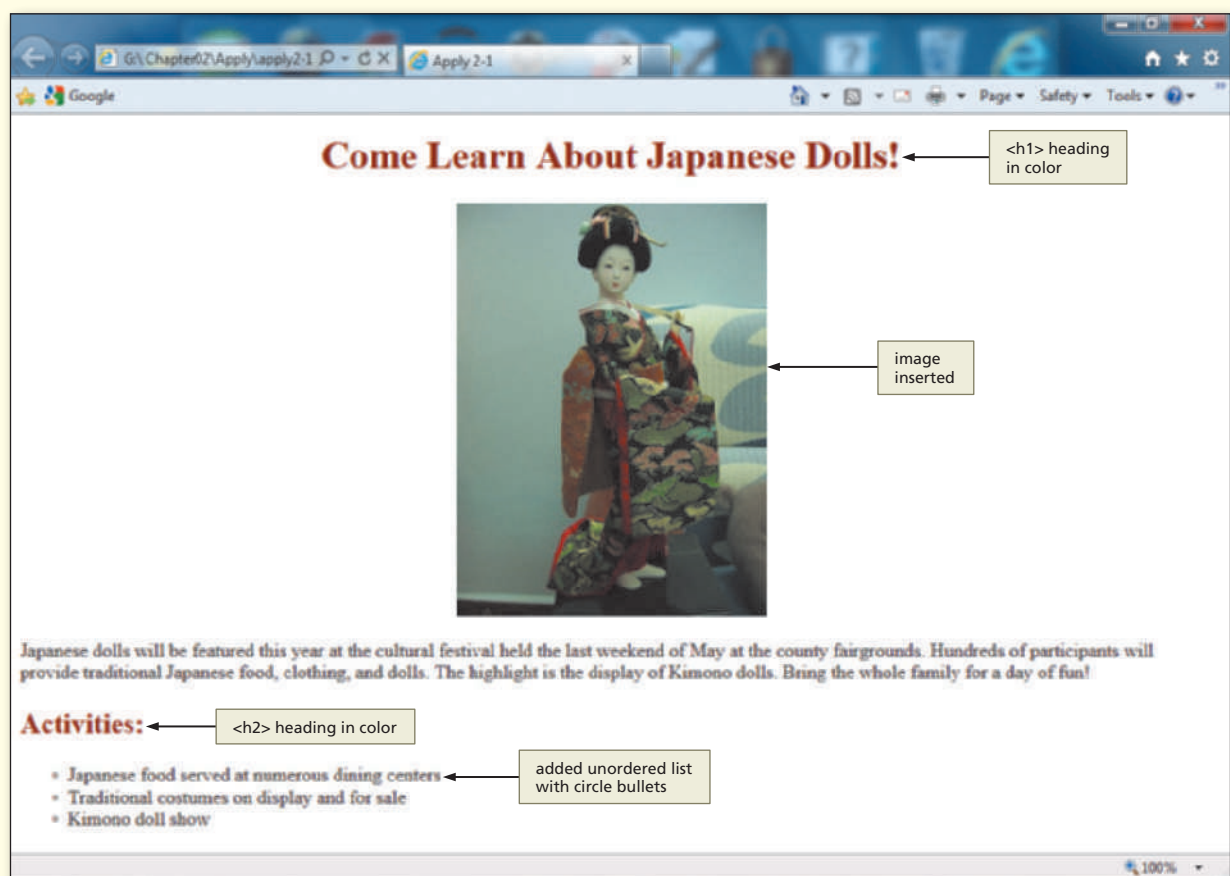 G:\Chapter02\Apply\apply2-1
Apply 2-1
Google
Page
Safety
Tools
Come Learn About Japanese Dolls!
<h1> heading
in color
image
inserted
Japanese dolls will be featured this year at the cultural festival held the last weekend of May at the county fairgrounds. Hundreds of participants will
provide traditional Japanese food, clothing, and dolls. The highlight is the display of Kimono dolls. Bring the whole family for a day of fun!
Activities:
<h2> heading in color
• Japanese food served at numerous dining centers
added unordered list
with circle bullets
• Traditional costumes on display and for sale
• Kimono doll show
100%